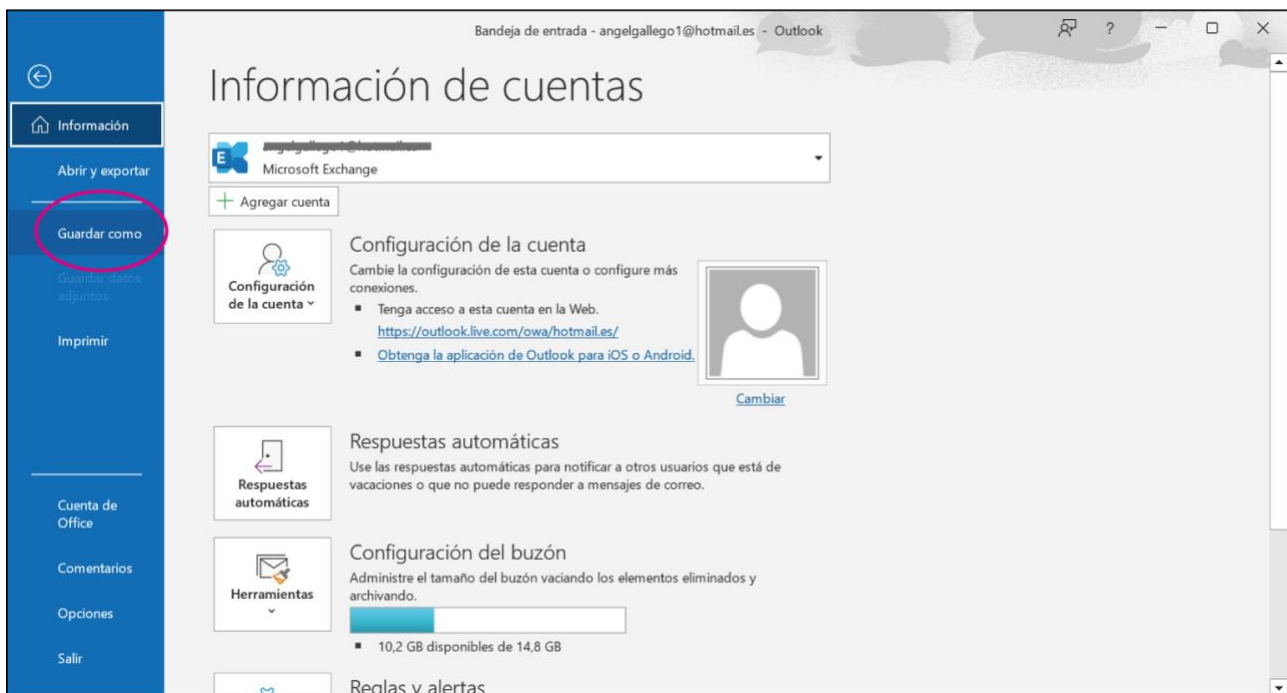 Bandeja de entrada - angelgallego1@hotmail.es - Outlook
?
Información de cuentas
Información
Abrir y exportar
Guardar como
Guardar datos
adjuntos
Imprimir
Cuenta de
Office
Comentarios
Opciones
Salir
E
Microsoft Exchange
Agregar cuenta
Configuración
de la cuenta
Configuración de la cuenta
Cambie la configuración de esta cuenta o configure más
conexiones.
Tenga acceso a esta cuenta en la Web.
https://outlook.live.com/owa/hotmail.es/
Obtenga la aplicación de Outlook para iOS o Android.
Cambiar
Respuestas
automáticas
Respuestas automáticas
Use las respuestas automáticas para notificar a otros usuarios que está de
vacaciones o que no puede responder a mensajes de correo.
Herramientas
Configuración del buzón
Administre el tamaño del buzón vaciando los elementos eliminados y
archivando.
10,2 GB disponibles de 14,8 GB
Reglas y alertas